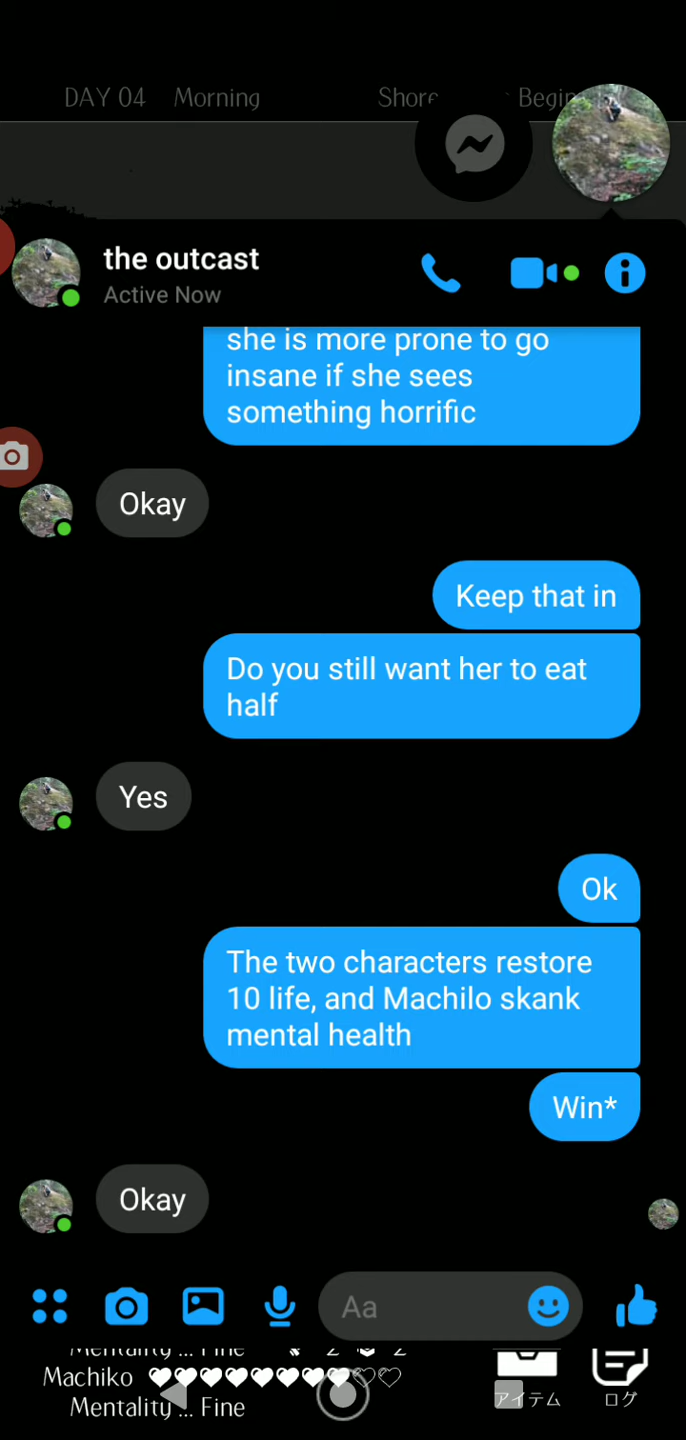 DAY 04 Morning Shore Begin
the outcast
Active Now
she is more prone to go
insane if she sees
something horrific
Okay
Keep that in
Do you still want her to eat
half
Yes
Ok
The two characters restore
10 life, and Machilo skank
mental health
Win*
Okay
Aa
Mentality ... Fine 2 2
Machiko
Mentality ... Fine
アイテム
ログ